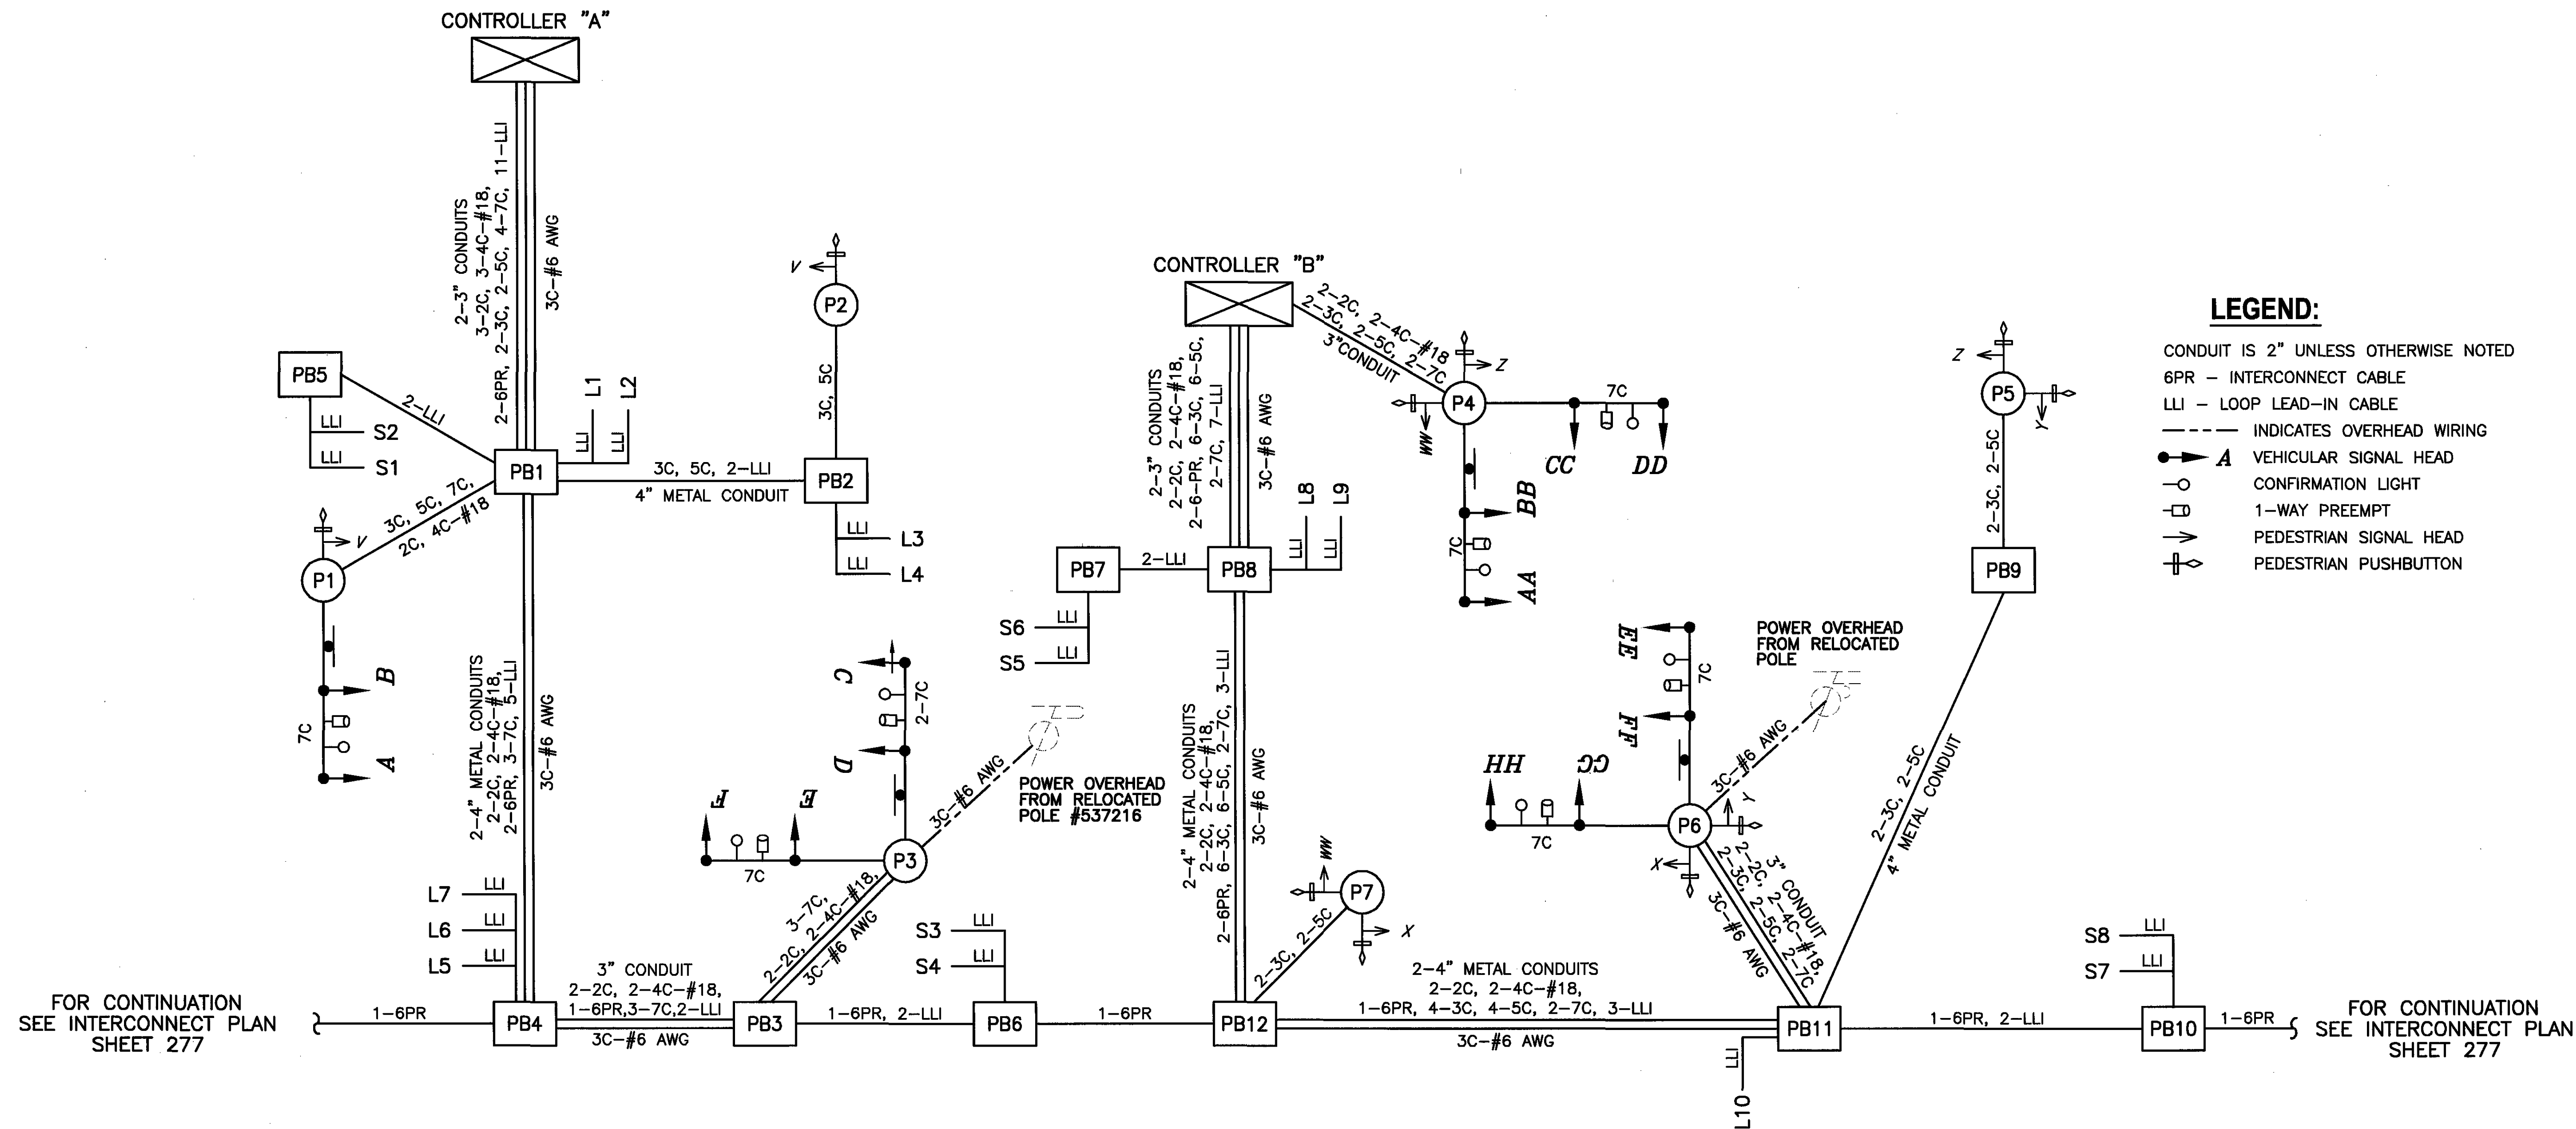 CONTROLLER "A"
2-3" CONDUITS
3-2C, 3-4C-#18,
2-6PR, 2-3C, 2-5C, 4-7C, 11-LLI
3C-#6 AWG
PB5
2-LLI
LLI
S2
LLI
S1
PB1
LLI
L1
LLI
L2
3C, 5C, 7C,
2C, 4C-#18
V
P1
B
7C
A
3C, 5C, 2-LLI
4" METAL CONDUIT
PB2
V
P2
3C, 5C
LLI
L3
LLI
L4
2-4" METAL CONDUITS
2-2C, 2-4C-#18,
2-6PR, 3-7C, 5-LLI
3C-#6 AWG
L7
LLI
L6
LLI
L5
LLI
FOR CONTINUATION
SEE INTERCONNECT PLAN
SHEET 277
1-6PR
PB4
3" CONDUIT
2-2C, 2-4C-#18,
1-6PR,3-7C,2-LLI
3C-#6 AWG
PB3
3-7C,
2-2C, 2-4C-#18,
3C-#6 AWG
P3
C
2-7C
D
F
E
7C
3C-#6 AWG
POWER OVERHEAD
FROM RELOCATED
POLE #537216
1-6PR, 2-LLI
PB6
S3
LLI
S4
LLI
1-6PR
CONTROLLER "B"
2-3" CONDUITS
2-2C, 2-4C-#18,
2-6-PR, 6-3C, 6-5C,
2-7C, 7-LLI
3C-#6 AWG
2-2C, 2-4C-#18
2-3C, 2-5C, 2-7C
3"CONDUIT
Z
P4
WW
7C
CC
DD
BB
7C
AA
PB7
2-LLI
PB8
LLI
L8
LLI
L9
S6
LLI
S5
LLI
2-4" METAL CONDUITS
2-2C, 2-4C-#18,
2-6PR, 6-3C, 6-5C, 2-7C, 3-LLI
3C-#6 AWG
PB12
2-3C, 2-5C
WW
P7
X
2-4" METAL CONDUITS
2-2C, 2-4C-#18,
1-6PR, 4-3C, 4-5C, 2-7C, 3-LLI
3C-#6 AWG
EE
7C
FF
HH
GG
7C
P6
Y
X
3C-#6 AWG
POWER OVERHEAD
FROM RELOCATED
POLE
3" CONDUIT
2-2C, 2-4C-#18,
2-3C, 2-5C, 2-7C
3C-#6 AWG
PB11
LLI
L10
Z
P5
Y
2-3C, 2-5C
PB9
2-3C, 2-5C
4" METAL CONDUIT
1-6PR, 2-LLI
S8
LLI
S7
LLI
PB10
1-6PR
FOR CONTINUATION
SEE INTERCONNECT PLAN
SHEET 277
LEGEND:
CONDUIT IS 2" UNLESS OTHERWISE NOTED
6PR - INTERCONNECT CABLE
LLI - LOOP LEAD-IN CABLE
INDICATES OVERHEAD WIRING
A VEHICULAR SIGNAL HEAD
CONFIRMATION LIGHT
1-WAY PREEMPT
PEDESTRIAN SIGNAL HEAD
PEDESTRIAN PUSHBUTTON